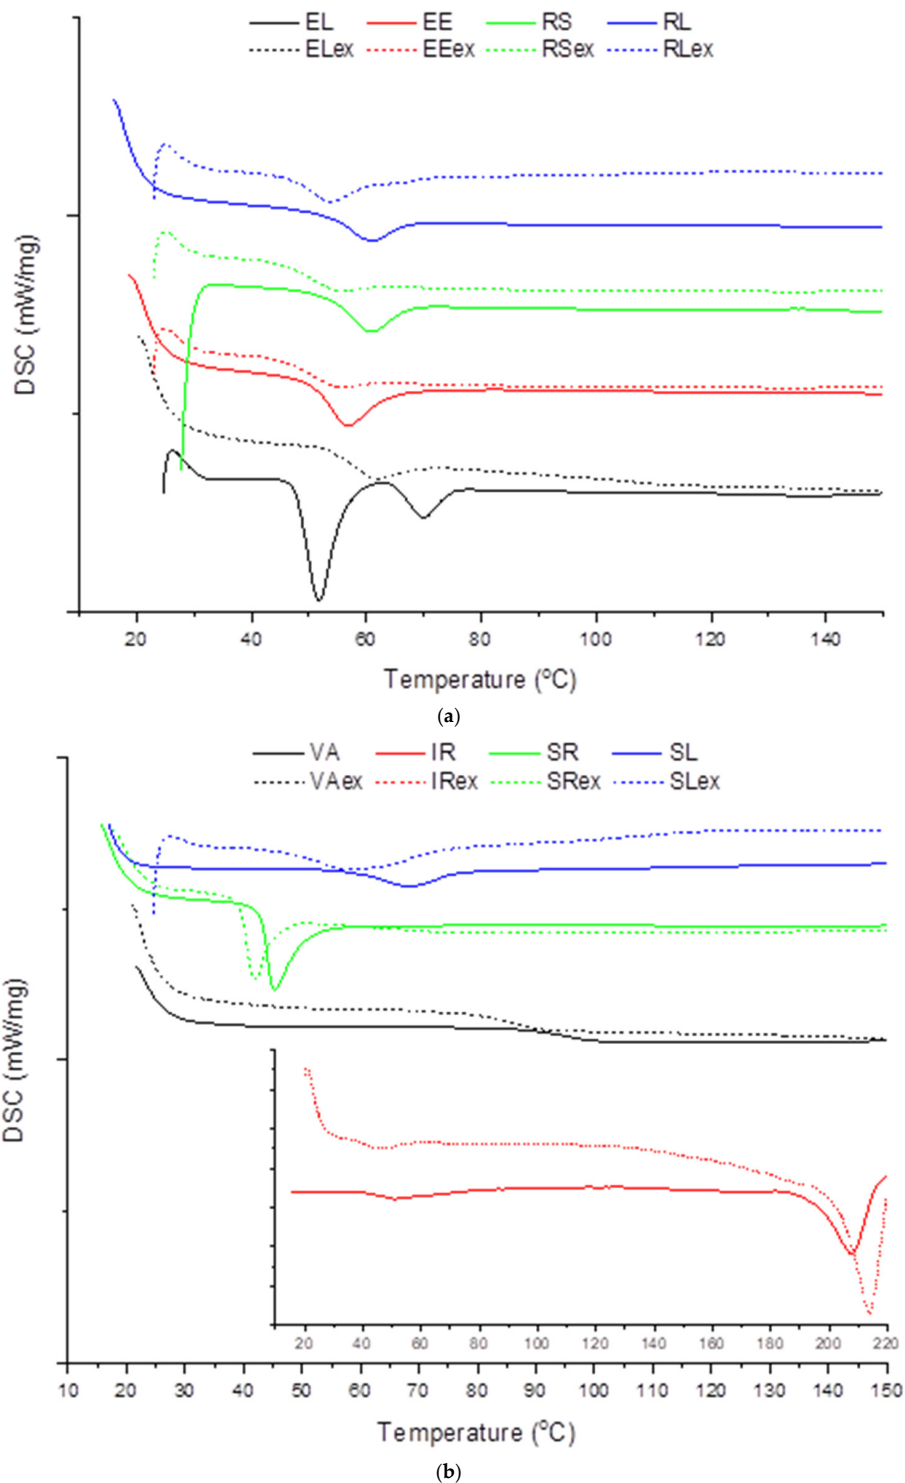 EL EE RS RL
ELex EEex RSex RLex
DSC (mW/mg)
20 40 60 80 100 120 140
Temperature (°C)
(a)
VA IR SR SL
VAex IRex SRex SLex
DSC (mW/mg)
20 40 60 80 100 120 140 160 180 200 220
10 20 30 40 50 60 70 80 90 100 110 120 130 140 150
Temperature (°C)
(b)